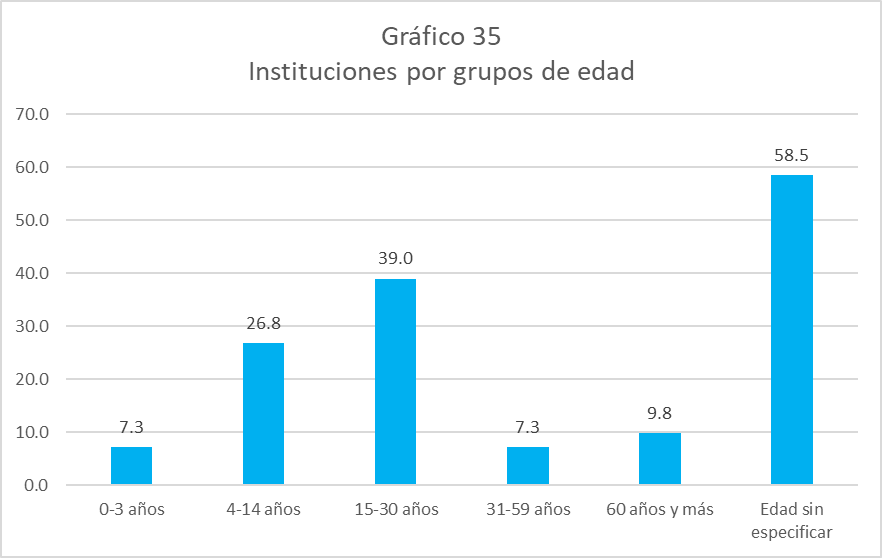 Gráfico 35
Instituciones por grupos de edad
70.0
60.0
50.0
40.0
30.0
20.0
10.0
0.0
7.3
26.8
39.0
7.3
9.8
58.5
0-3 años
4-14 años
15-30 años
31-59 años
60 años y más
Edad sin
especificar